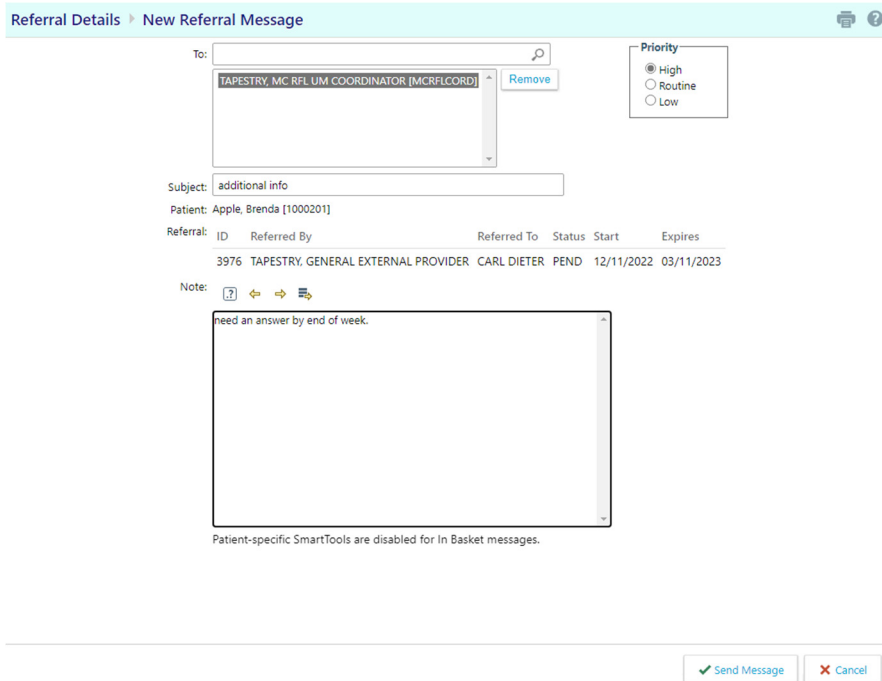 Referral Details New Referral Message
To:
TAPESTRY, MC RFL UM COORDINATOR [MCRFLCORD]
Remove
Priority
High
Routine
Low
Subject: additional info
Patient: Apple, Brenda [1000201]
Referral: ID Referred By Referred To Status Start Expires
3976 TAPESTRY, GENERAL EXTERNAL PROVIDER CARL DIETER PEND 12/11/2022 03/11/2023
Note:
need an answer by end of week.
Patient-specific SmartTools are disabled for In Basket messages.
Send Message Cancel